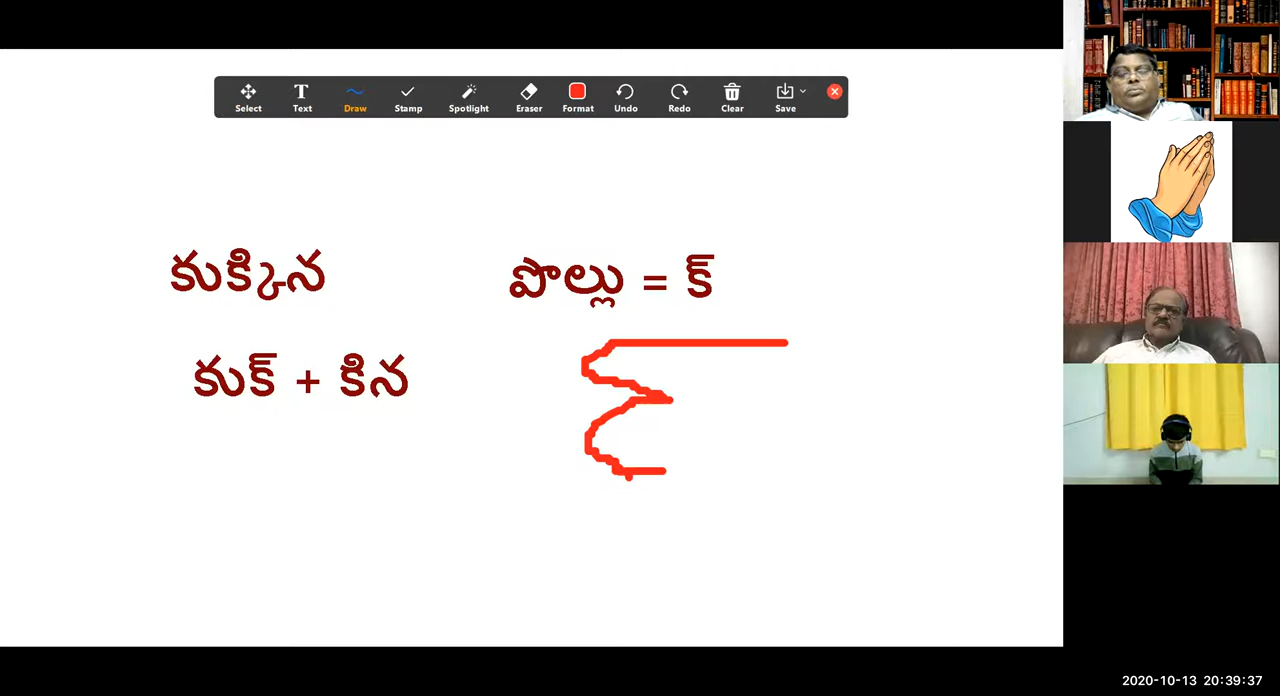 Select Text Draw Stamp Spotlight Eraser Format Undo Redo Clear Save
కుక్కిన పొల్లు = క్
కుక్ + కిన
2020-10-13 20:39:37